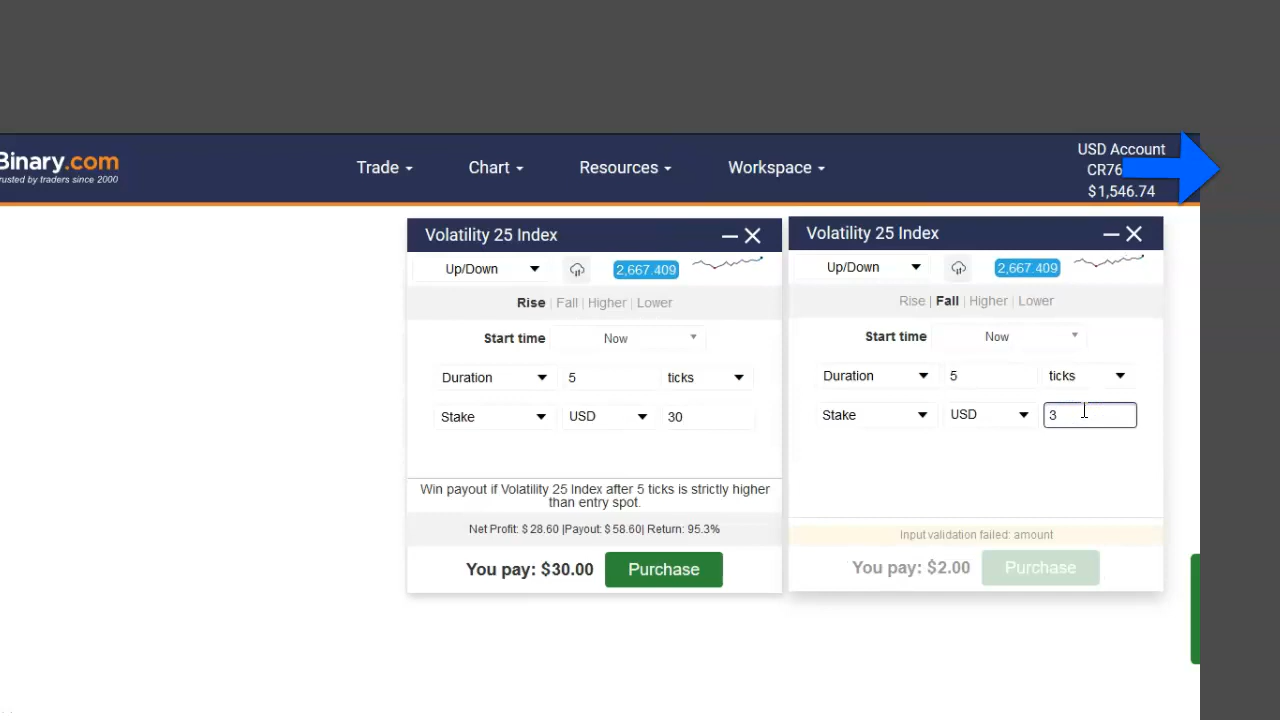 Binary.com
rusted by traders since 2000
Trade
Chart
Resources
Workspace
USD Account
CR76
$1,546.74
Volatility 25 Index
Up/Down
2,667.409
Rise | Fall | Higher | Lower
Start time Now
Duration 5 ticks
Stake USD 30
Win payout if Volatility 25 Index after 5 ticks is strictly higher
than entry spot.
Net Profit: $ 28.60 |Payout: $ 58.60| Return: 95.3%
You pay: $30.00 Purchase
Volatility 25 Index
Up/Down
2,667.409
Rise | Fall | Higher | Lower
Start time Now
Duration 5 ticks
Stake USD 3
Input validation failed: amount
You pay: $2.00 Purchase